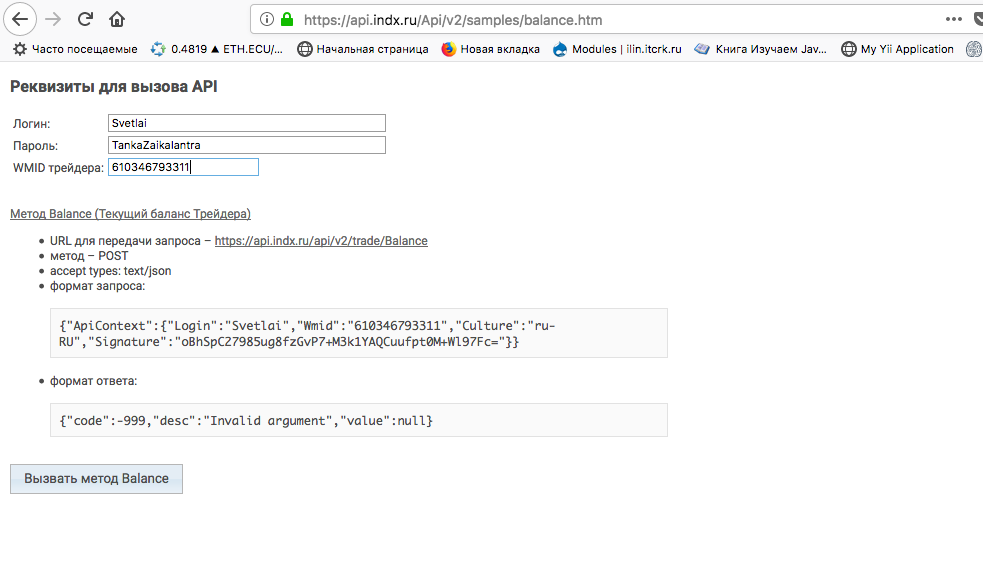 https://api.indx.ru/Api/v2/samples/balance.htm
Часто посещаемые 0.4819 ▲ ETH.ECU/... Начальная страница Новая вкладка Modules | ilin.itcrk.ru Книга Изучаем Jav... My Yii Application
Реквизиты для вызова API
Логин: Svetlai
Пароль: TankaZaikalantra
WMID трейдера: 610346793311
Метод Balance (Текущий баланс Трейдера)
• URL для передачи запроса – https://api.indx.ru/api/v2/trade/Balance
• метод – POST
• accept types: text/json
• формат запроса:
{"ApiContext":{"Login":"Svetlai","Wmid":"610346793311","Culture":"ru-
RU","Signature":"oBhSpC27985ug8fzGvP7+M3k1YAQCuufpt0M+Wl97Fc="}}
• формат ответа:
{"code":-999,"desc":"Invalid argument","value":null}
Вызвать метод Balance